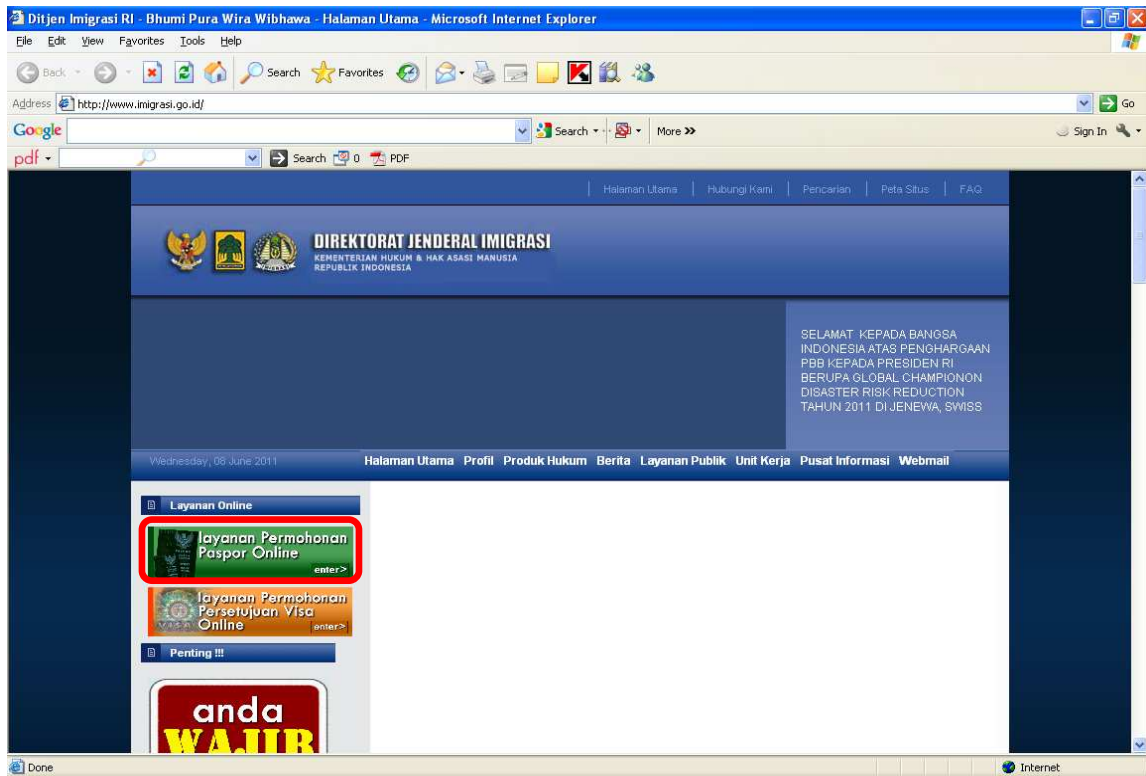 Ditjen Imigrasi RI - Bhumi Pura Wira Wibhawa - Halaman Utama - Microsoft Internet Explorer
File Edit View Favorites Tools Help
Back Search Favorites
Address http://www.imigrasi.go.id/ Go
Google Search More >> Sign In
pdf Search 0 PDF
Halaman Utama | Hubungi Kami | Pencarian | Peta Situs | FAQ
DIREKTORAT JENDERAL IMIGRASI
KEMENTERIAN HUKUM & HAK ASASI MANUSIA
REPUBLIK INDONESIA
SELAMAT KEPADA BANGSA
INDONESIA ATAS PENGHARGAAN
PBB KEPADA PRESIDEN RI
BERUPA GLOBAL CHAMPIONON
DISASTER RISK REDUCTION
TAHUN 2011 DI JENEWA, SWISS
Wednesday, 08 June 2011
Halaman Utama Profil Produk Hukum Berita Layanan Publik Unit Kerja Pusat Informasi Webmail
Layanan Online
layanan Permohonan
Paspor Online
enter>
layanan Permohonan
Persetujuan Visa
Online
enter>
Penting !!!
anda
WAJIB
Done Internet